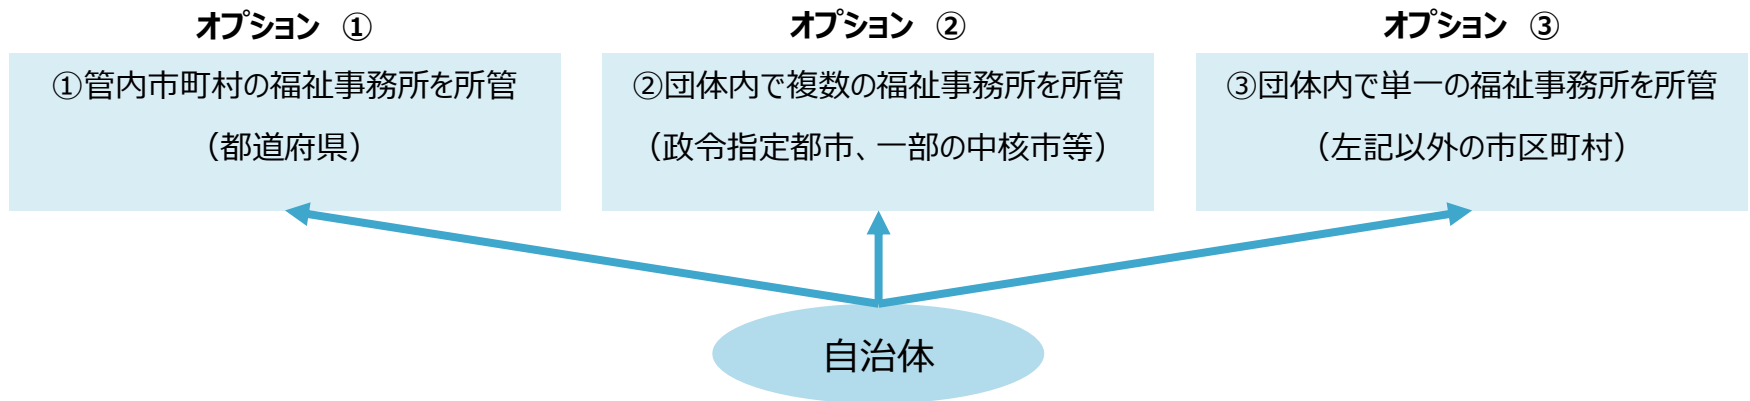 オプション ①
①管内市町村の福祉事務所を所管
（都道府県）
オプション ②
②団体内で複数の福祉事務所を所管
（政令指定都市、一部の中核市等）
オプション ③
③団体内で単一の福祉事務所を所管
（左記以外の市区町村）
自治体